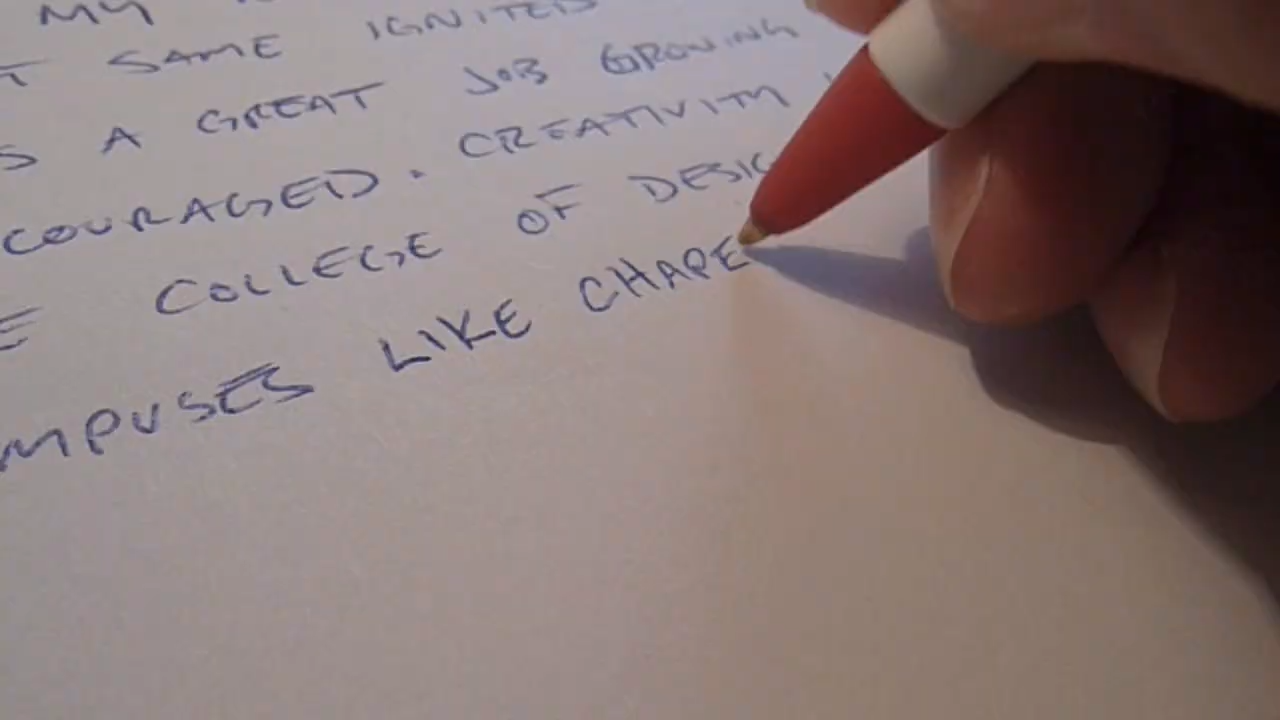 MY
T SAME IGNITED
S A GREAT JOB GROWING
COURAGED. CREATIVITY
E COLLEGE OF DESIG
MPUSES LIKE CHAPE